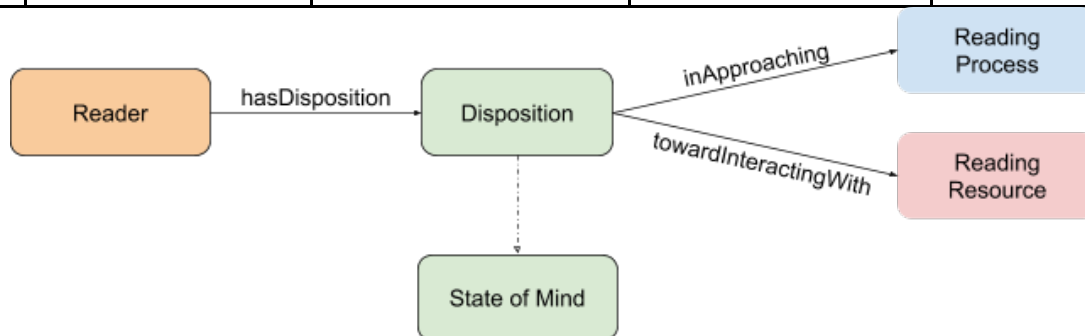 Reading
Process
inApproaching
Reader
hasDisposition
Disposition
towardInteractingWith
Reading
Resource
State of Mind